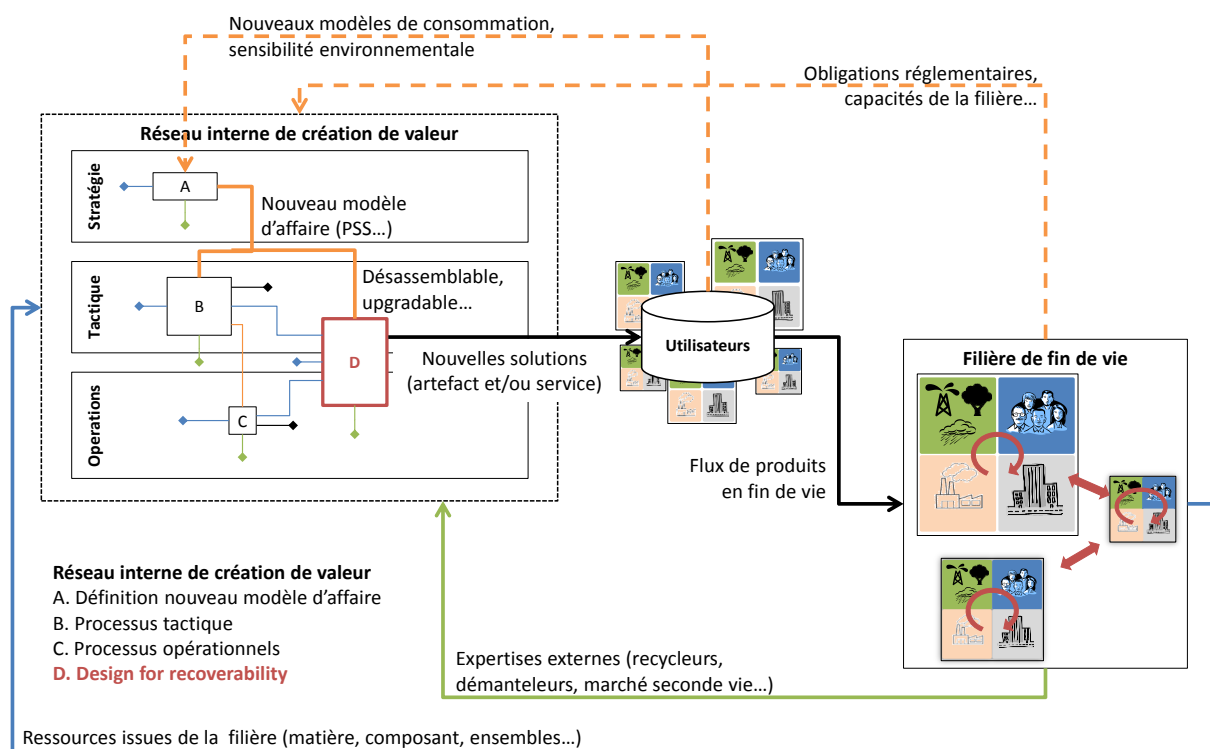 Nouveaux modèles de consommation,
sensibilité environnementale
Obligations réglementaires,
capacités de la filière…
Réseau interne de création de valeur
Stratégie
A
Nouveau modèle
d’affaire (PSS…)
Tactique
B
Désassemblable,
upgradable…
D
Operations
C
Nouvelles solutions
(artefact et/ou service)
Utilisateurs
Filière de fin de vie
Flux de produits
en fin de vie
Réseau interne de création de valeur
A. Définition nouveau modèle d’affaire
B. Processus tactique
C. Processus opérationnels
D. Design for recoverability
Expertises externes (recycleurs,
démanteleurs, marché seconde vie…)
Ressources issues de la filière (matière, composant, ensembles…)